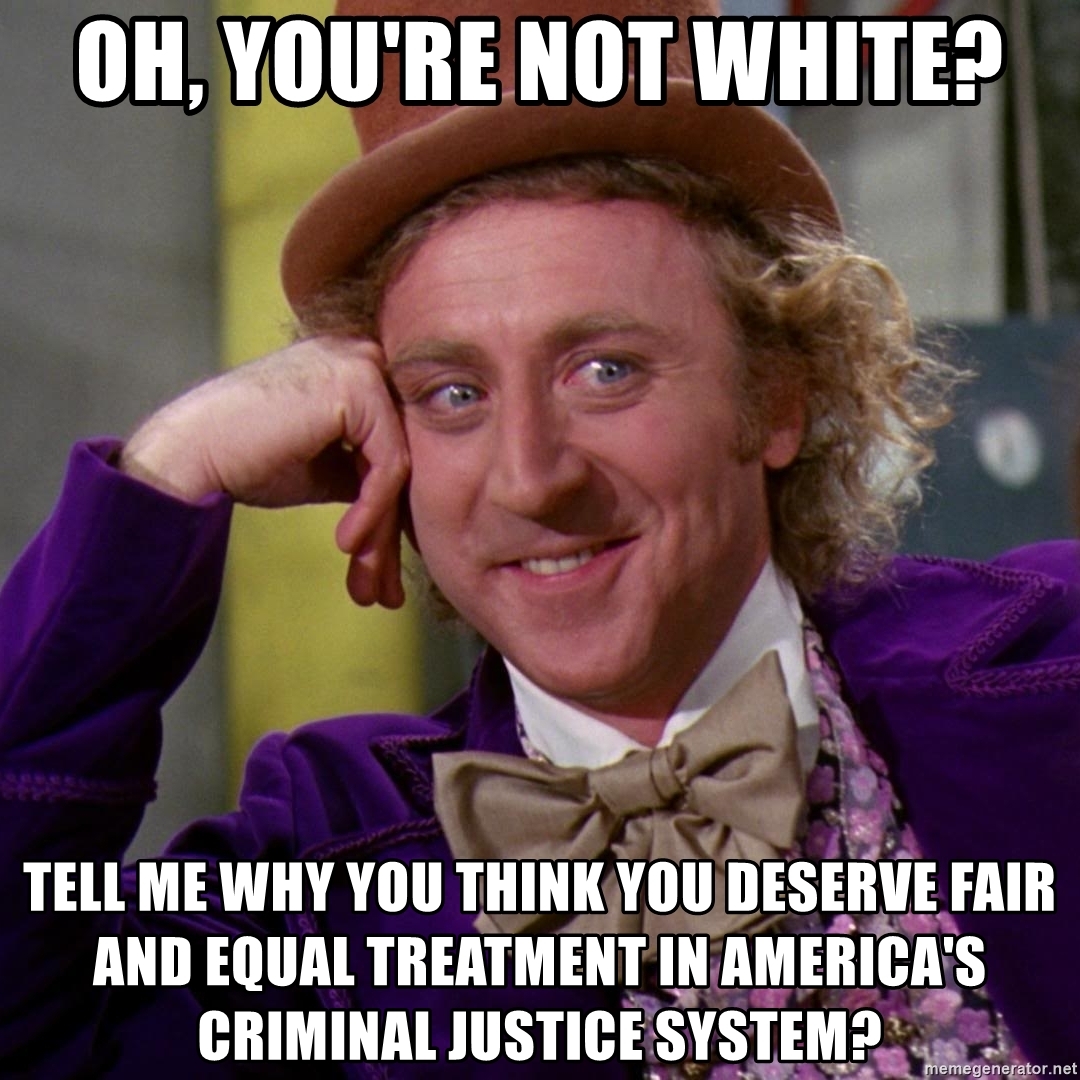 OH, YOU'RE NOT WHITE?
TELL ME WHY YOU THINK YOU DESERVE FAIR
AND EQUAL TREATMENT IN AMERICA'S
CRIMINAL JUSTICE SYSTEM?
memegenerator.net